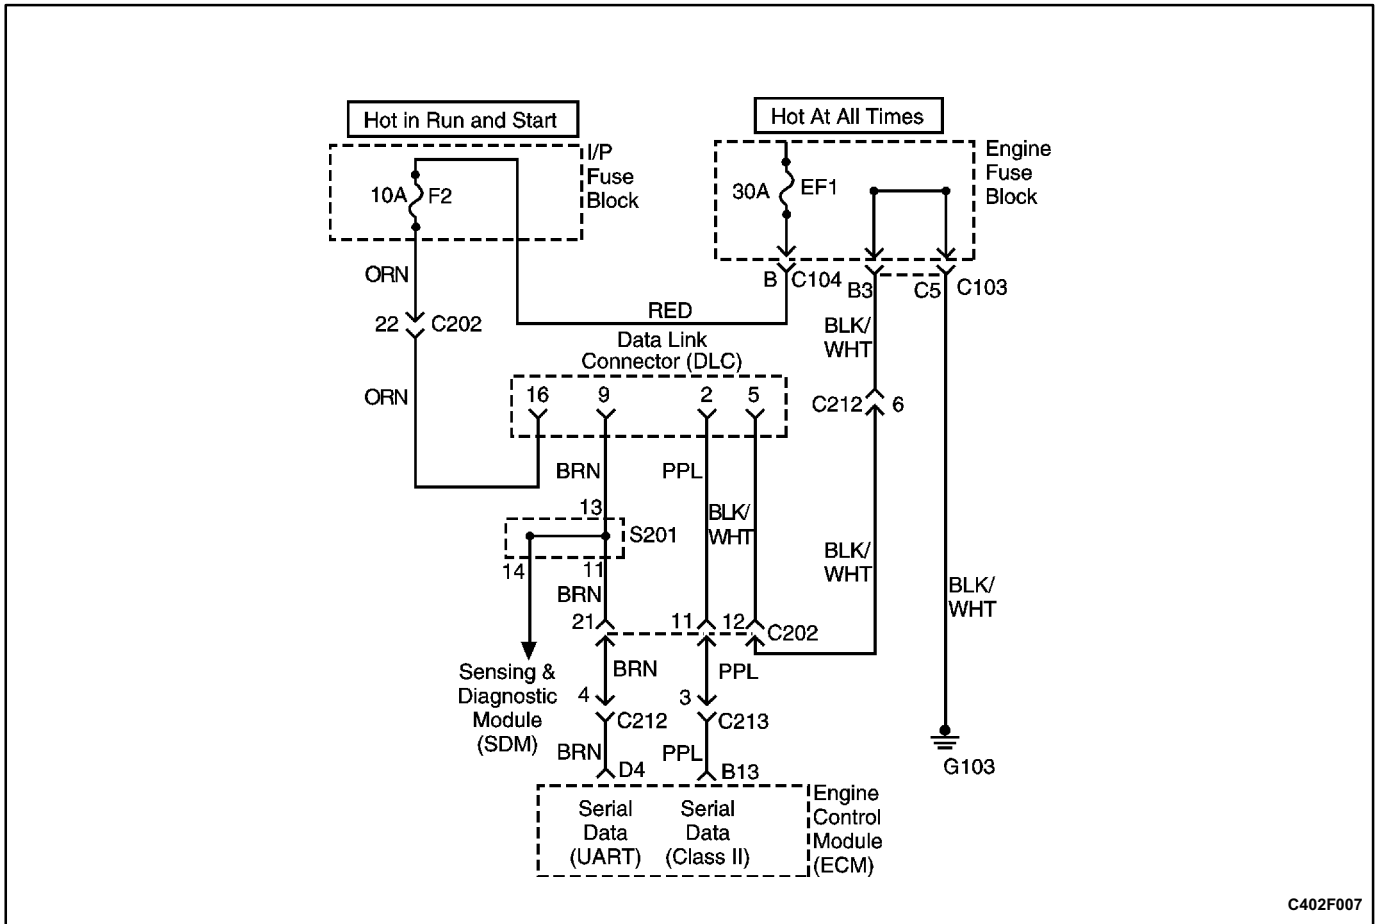 Hot in Run and Start
Hot At All Times
I/P
Fuse
Block
10A F2
Engine
Fuse
Block
30A EF1
ORN
B C104
B3 C5 C103
22 C202
RED
BLK/
WHT
Data Link
Connector (DLC)
ORN
16 9 2 5
C212 6
BRN PPL
13
BLK/
WHT
S201
14 11
BLK/
WHT
BRN
BLK/
WHT
21 11 12 C202
Sensing &
Diagnostic
Module
(SDM)
BRN PPL
4 3
C212 C213
BRN PPL
D4 B13
G103
Serial
Data
(UART)
Serial
Data
(Class II)
Engine
Control
Module
(ECM)
C402F007